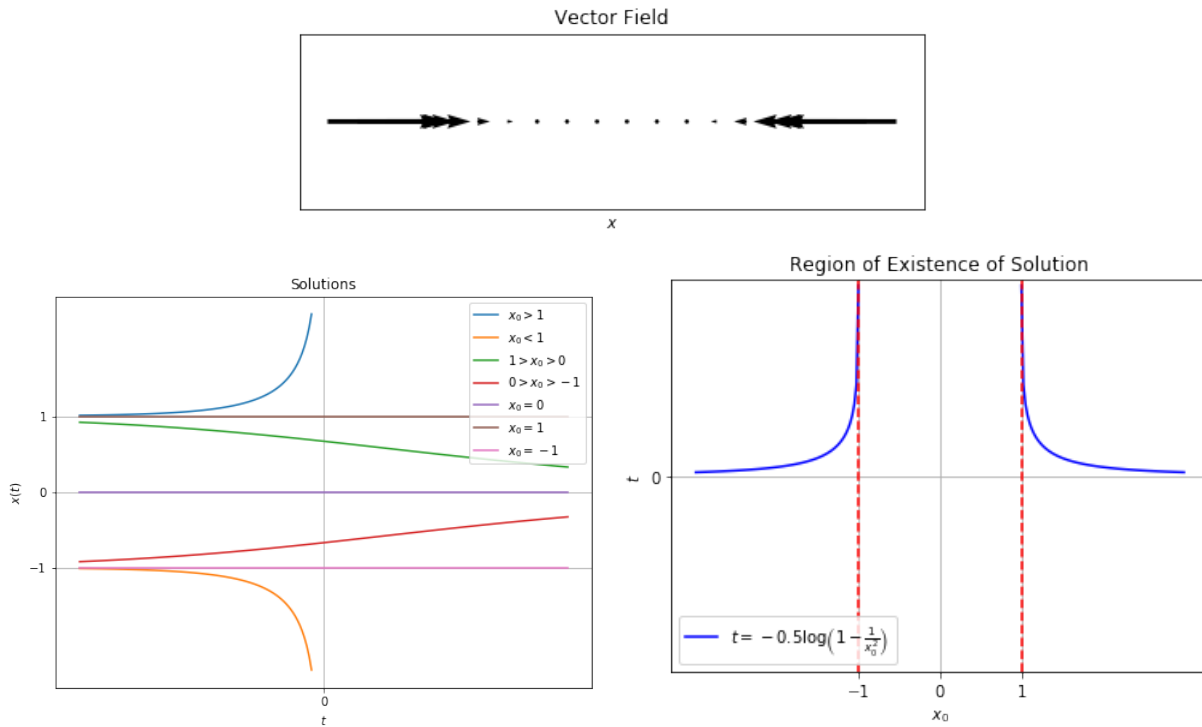 Vector Field
x
Solutions
x₀ > 1
x₀ < 1
1 > x₀ > 0
0 > x₀ > −1
x₀ = 0
x₀ = 1
x₀ = −1
1
0
−1
x(t)
0
t
Region of Existence of Solution
t
0
t = −0.5log(1 − 1/x₀²)
−1
0
1
x₀